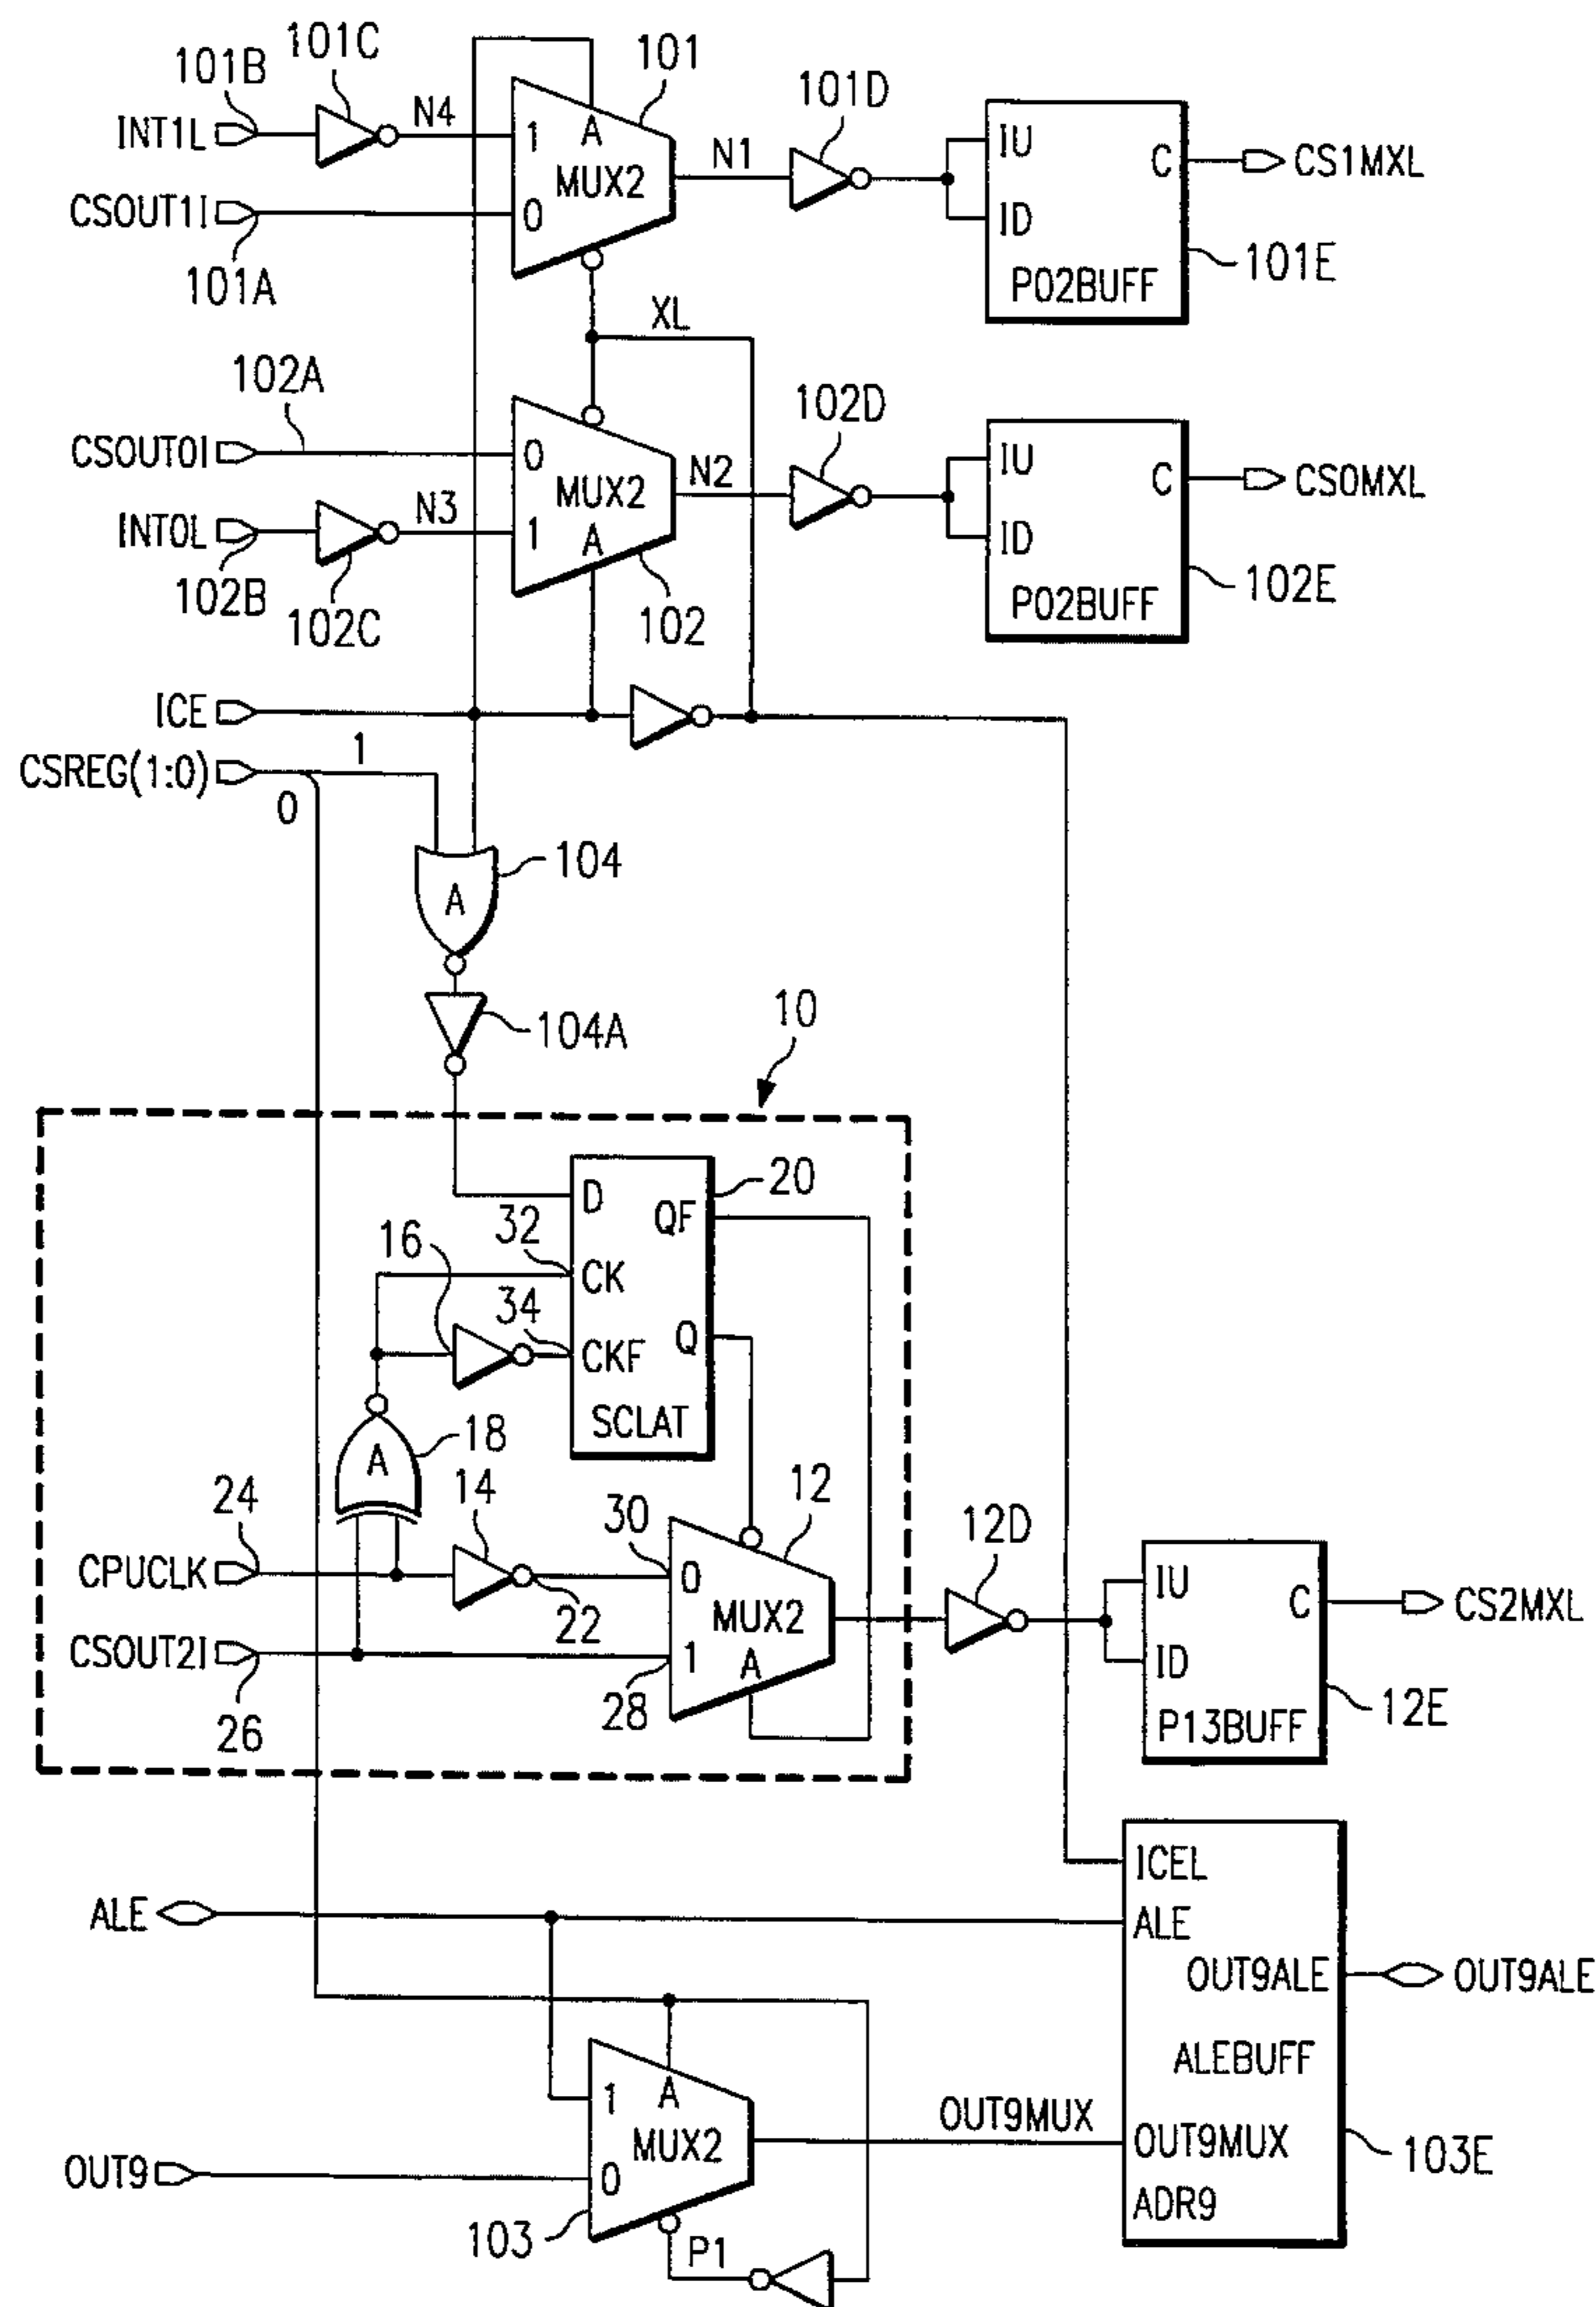 101C
101B
101
INT1L
N4
1
A
MUX2
N1
101D
IU
C
CS1MXL
CSOUT1I
0
ID
101A
P02BUFF
101E
XL
102A
102D
CSOUT0I
0
MUX2
N2
IU
C
CS0MXL
INT0L
N3
1
A
ID
102B
102C
102
P02BUFF
102E
ICE
CSREG(1:0)
1
0
A
104
104A
10
D
20
QF
32
16
CK
34
Q
CKF
SCLAT
18
A
24
14
30
12
12D
CPUCLK
0
IU
C
CS2MXL
22
MUX2
CSOUT2I
1
A
ID
26
28
P13BUFF
12E
ICEL
ALE
ALE
OUT9ALE
OUT9ALE
ALEBUFF
1
A
OUT9MUX
MUX2
OUT9MUX
OUT9
0
103E
ADR9
103
P1